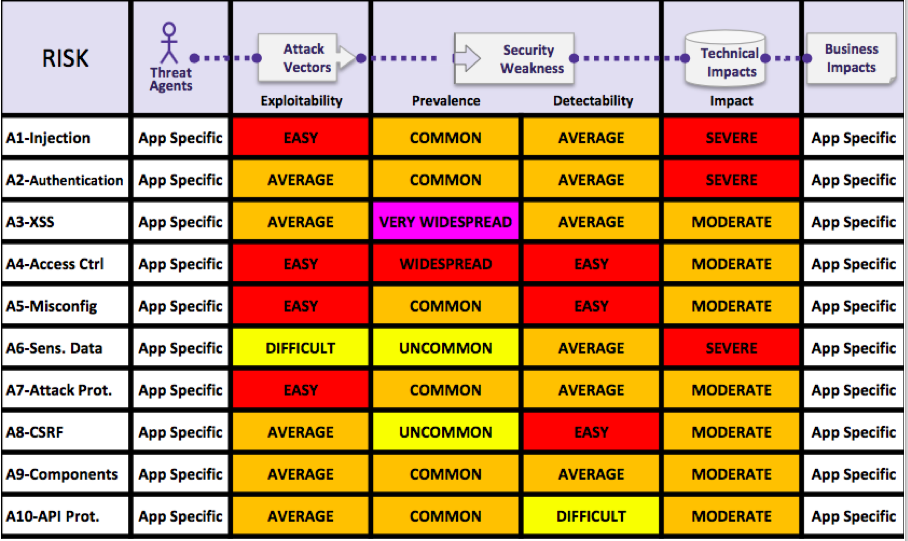 RISK
Threat
Agents
Attack
Vectors
Security
Weakness
Technical
Impacts
Business
Impacts
Exploitability Prevalence Detectability Impact
A1-Injection App Specific EASY COMMON AVERAGE SEVERE App Specific
A2-Authentication App Specific AVERAGE COMMON AVERAGE SEVERE App Specific
A3-XSS App Specific AVERAGE VERY WIDESPREAD AVERAGE MODERATE App Specific
A4-Access Ctrl App Specific EASY WIDESPREAD EASY MODERATE App Specific
A5-Misconfig App Specific EASY COMMON EASY MODERATE App Specific
A6-Sens. Data App Specific DIFFICULT UNCOMMON AVERAGE SEVERE App Specific
A7-Attack Prot. App Specific EASY COMMON AVERAGE MODERATE App Specific
A8-CSRF App Specific AVERAGE UNCOMMON EASY MODERATE App Specific
A9-Components App Specific AVERAGE COMMON AVERAGE MODERATE App Specific
A10-API Prot. App Specific AVERAGE COMMON DIFFICULT MODERATE App Specific